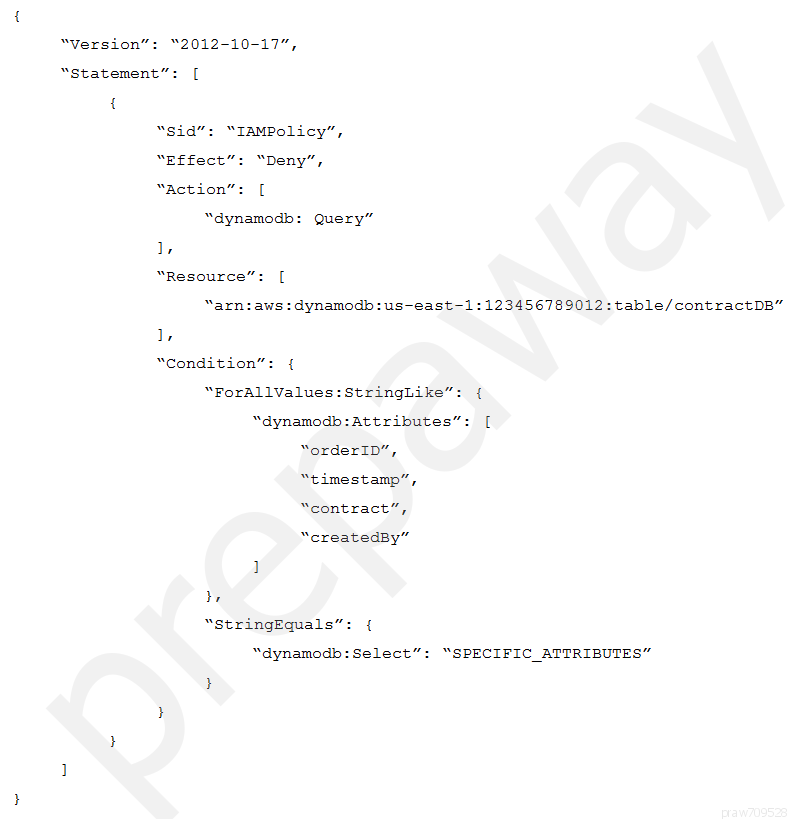 {
“Version”: “2012-10-17”,
“Statement”: [
{
“Sid”: “IAMPolicy”,
“Effect”: “Deny”,
“Action”: [
“dynamodb: Query”
],
“Resource”: [
“arn:aws:dynamodb:us-east-1:123456789012:table/contractDB”
],
“Condition”: {
“ForAllValues:StringLike”: {
“dynamodb:Attributes”: [
“orderID”,
“timestamp”,
“contract”,
“createdBy”
]
},
“StringEquals”: {
“dynamodb:Select”: “SPECIFIC_ATTRIBUTES”
}
}
}
]
}
prepaway
praw709528